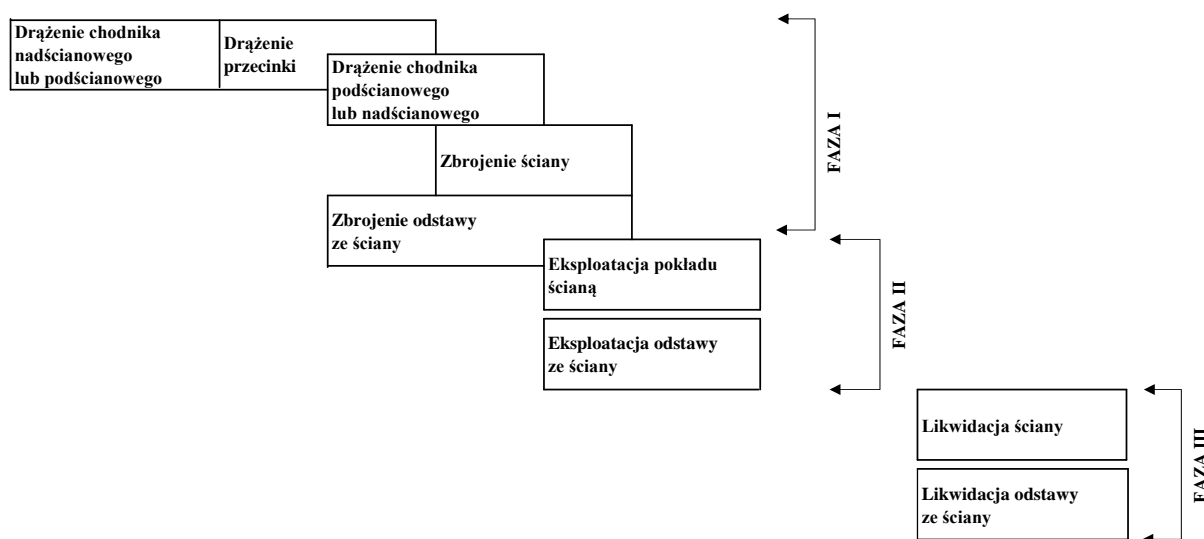 Drążenie chodnika
nadścianowego
lub podścianowego
Drążenie
przecinki
Drążenie chodnika
podścianowego
lub nadścianowego
Zbrojenie ściany
Zbrojenie odstawy
ze ściany
FAZA I
Eksploatacja pokładu
ścianą
Eksploatacja odstawy
ze ściany
FAZA II
Likwidacja ściany
Likwidacja odstawy
ze ściany
FAZA III